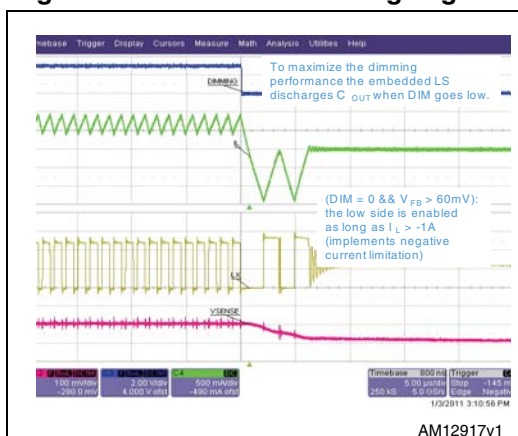 Timebase Trigger Display Cursors Measure Math Analysis Utilities Help
To maximize the dimming
performance the embedded LS
discharges C OUT when DIM goes low.
DIMMING
IL
(DIM = 0 && V FB > 60mV):
the low side is enabled
as long as I L > -1A
(implements negative
current limitation)
LX
VSENSE
100 mV/div
-290.0 mV
2.00 V/div
4.000 V ofst
C4
500 mA/div
-490 mA ofst
Timebase 800 ns
5.00 µs/div
250 kS 5.0 GS/s
Trigger
Stop -145 m
Edge Negati
1/3/2011 3:10:56 PM
AM12917v1